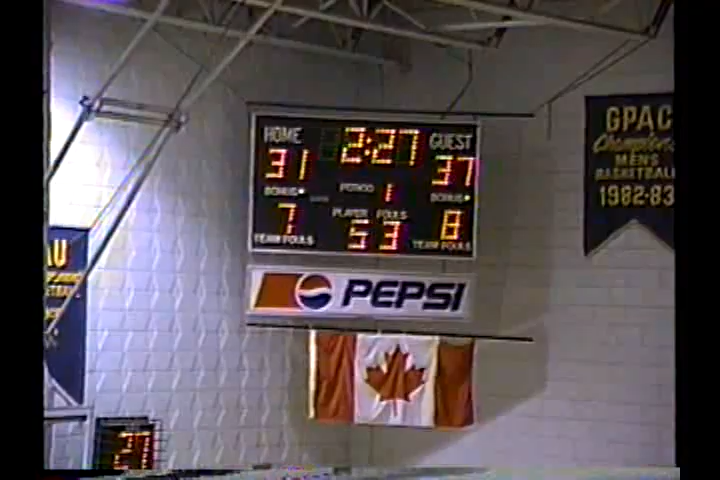 HOME 2:27 GUEST
31 37
BONUS PERIOD 1 BONUS
7 PLAYER FOULS 8
TEAM FOULS 53 TEAM FOULS
PEPSI
GPAC
Champions
MENS
BASKETBALL
1982-83
27